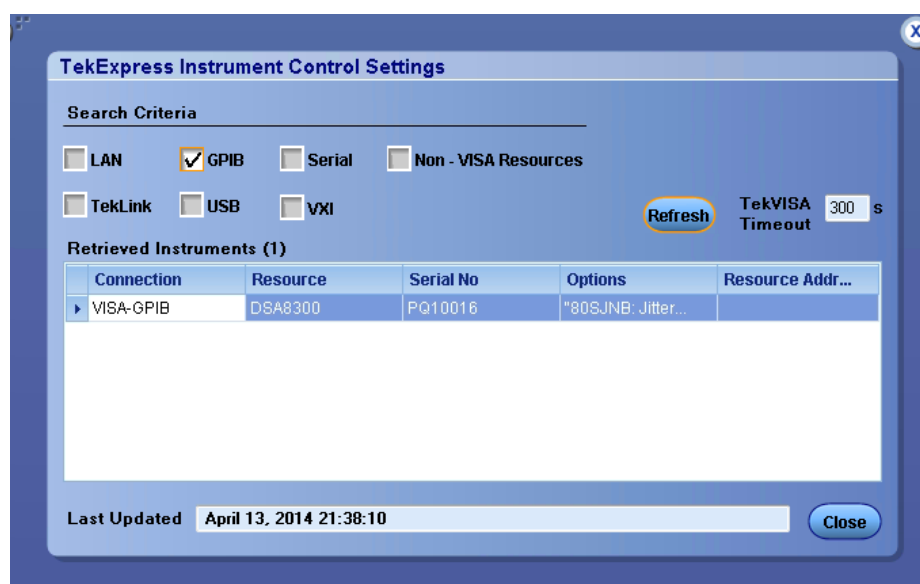 X
TekExpress Instrument Control Settings
Search Criteria
LAN GPIB Serial Non - VISA Resources
TekLink USB VXI
Refresh TekVISA Timeout 300 s
Retrieved Instruments (1)
Connection Resource Serial No Options Resource Addr...
VISA-GPIB DSA8300 PQ10016 "80SJNB: Jitter...
Last Updated April 13, 2014 21:38:10 Close